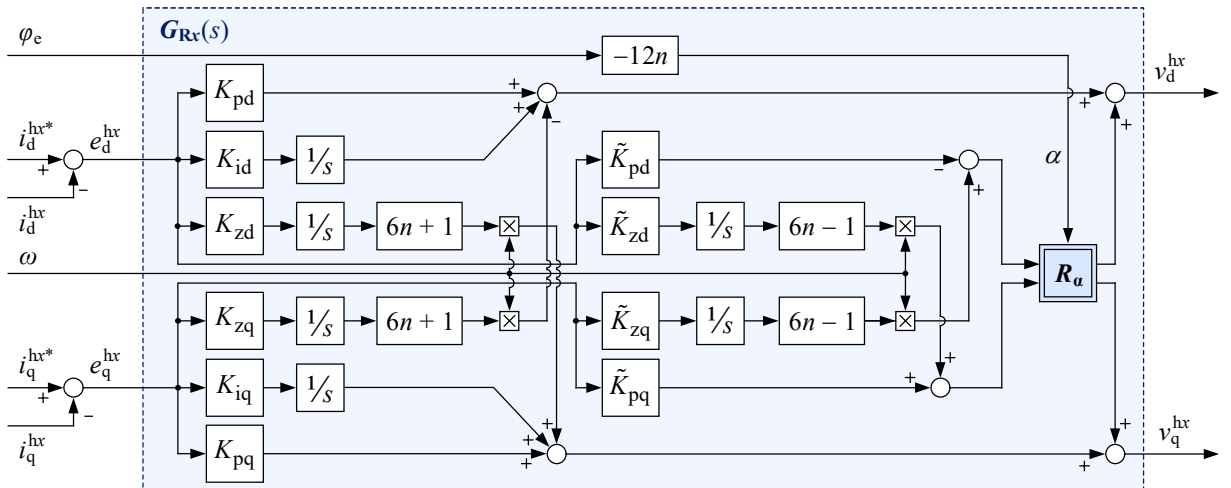 G_Rx(s)
φ_e
−12n
v_d^hx
K_pd
+
+
−
+
+
i_d^hx*
e_d^hx
K_id
1/s
K̃_pd
−
+
α
+
−
i_d^hx
K_zd
1/s
6n + 1
×
K̃_zd
1/s
6n − 1
×
ω
R_α
K_zq
1/s
6n + 1
×
K̃_zq
1/s
6n − 1
×
i_q^hx*
e_q^hx
K_iq
1/s
K̃_pq
+
+
+
−
i_q^hx
K_pq
+
+
+
+
+
v_q^hx